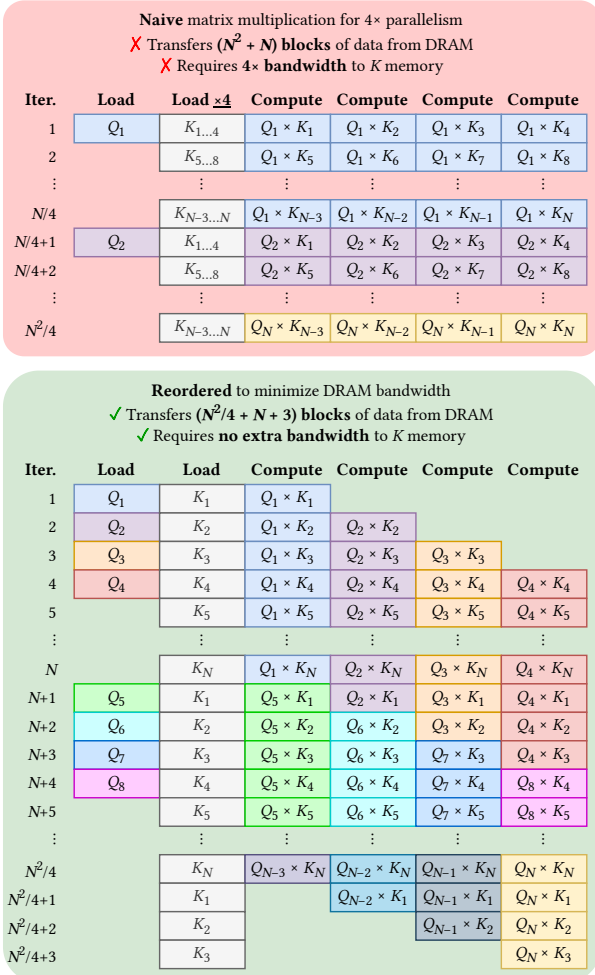 Naive matrix multiplication for 4× parallelism
✗ Transfers (N² + N) blocks of data from DRAM
✗ Requires 4× bandwidth to K memory
Iter. Load Load ×4 Compute Compute Compute Compute
1 Q₁ K₁…₄ Q₁ × K₁ Q₁ × K₂ Q₁ × K₃ Q₁ × K₄
2 K₅…₈ Q₁ × K₅ Q₁ × K₆ Q₁ × K₇ Q₁ × K₈
⋮ ⋮ ⋮ ⋮ ⋮ ⋮
N/4 K_{N−3…N} Q₁ × K_{N−3} Q₁ × K_{N−2} Q₁ × K_{N−1} Q₁ × K_N
N/4+1 Q₂ K₁…₄ Q₂ × K₁ Q₂ × K₂ Q₂ × K₃ Q₂ × K₄
N/4+2 K₅…₈ Q₂ × K₅ Q₂ × K₆ Q₂ × K₇ Q₂ × K₈
⋮ ⋮ ⋮ ⋮ ⋮ ⋮
N²/4 K_{N−3…N} Q_N × K_{N−3} Q_N × K_{N−2} Q_N × K_{N−1} Q_N × K_N
Reordered to minimize DRAM bandwidth
✓ Transfers (N²/4 + N + 3) blocks of data from DRAM
✓ Requires no extra bandwidth to K memory
Iter. Load Load Compute Compute Compute Compute
1 Q₁ K₁ Q₁ × K₁
2 Q₂ K₂ Q₁ × K₂ Q₂ × K₂
3 Q₃ K₃ Q₁ × K₃ Q₂ × K₃ Q₃ × K₃
4 Q₄ K₄ Q₁ × K₄ Q₂ × K₄ Q₃ × K₄ Q₄ × K₄
5 K₅ Q₁ × K₅ Q₂ × K₅ Q₃ × K₅ Q₄ × K₅
⋮ ⋮ ⋮ ⋮ ⋮ ⋮
N K_N Q₁ × K_N Q₂ × K_N Q₃ × K_N Q₄ × K_N
N+1 Q₅ K₁ Q₅ × K₁ Q₂ × K₁ Q₃ × K₁ Q₄ × K₁
N+2 Q₆ K₂ Q₅ × K₂ Q₆ × K₂ Q₃ × K₂ Q₄ × K₂
N+3 Q₇ K₃ Q₅ × K₃ Q₆ × K₃ Q₇ × K₃ Q₄ × K₃
N+4 Q₈ K₄ Q₅ × K₄ Q₆ × K₄ Q₇ × K₄ Q₈ × K₄
N+5 K₅ Q₅ × K₅ Q₆ × K₅ Q₇ × K₅ Q₈ × K₅
⋮ ⋮ ⋮ ⋮ ⋮ ⋮
N²/4 K_N Q_{N−3} × K_N Q_{N−2} × K_N Q_{N−1} × K_N Q_N × K_N
N²/4+1 K₁ Q_{N−2} × K₁ Q_{N−1} × K₁ Q_N × K₁
N²/4+2 K₂ Q_{N−1} × K₂ Q_N × K₂
N²/4+3 K₃ Q_N × K₃